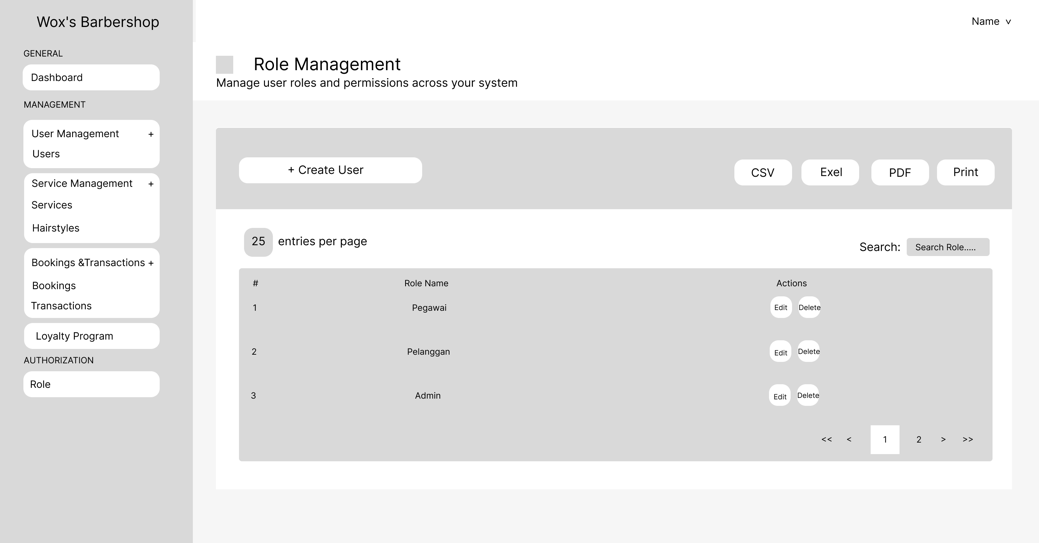 Wox's Barbershop
Name v
GENERAL
Dashboard
MANAGEMENT
User Management +
Users
Service Management +
Services
Hairstyles
Bookings &Transactions +
Bookings
Transactions
Loyalty Program
AUTHORIZATION
Role
Role Management
Manage user roles and permissions across your system
+ Create User
CSV
Exel
PDF
Print
25 entries per page
Search: Search Role.....
# Role Name Actions
1 Pegawai Edit Delete
2 Pelanggan Edit Delete
3 Admin Edit Delete
<< < 1 2 > >>